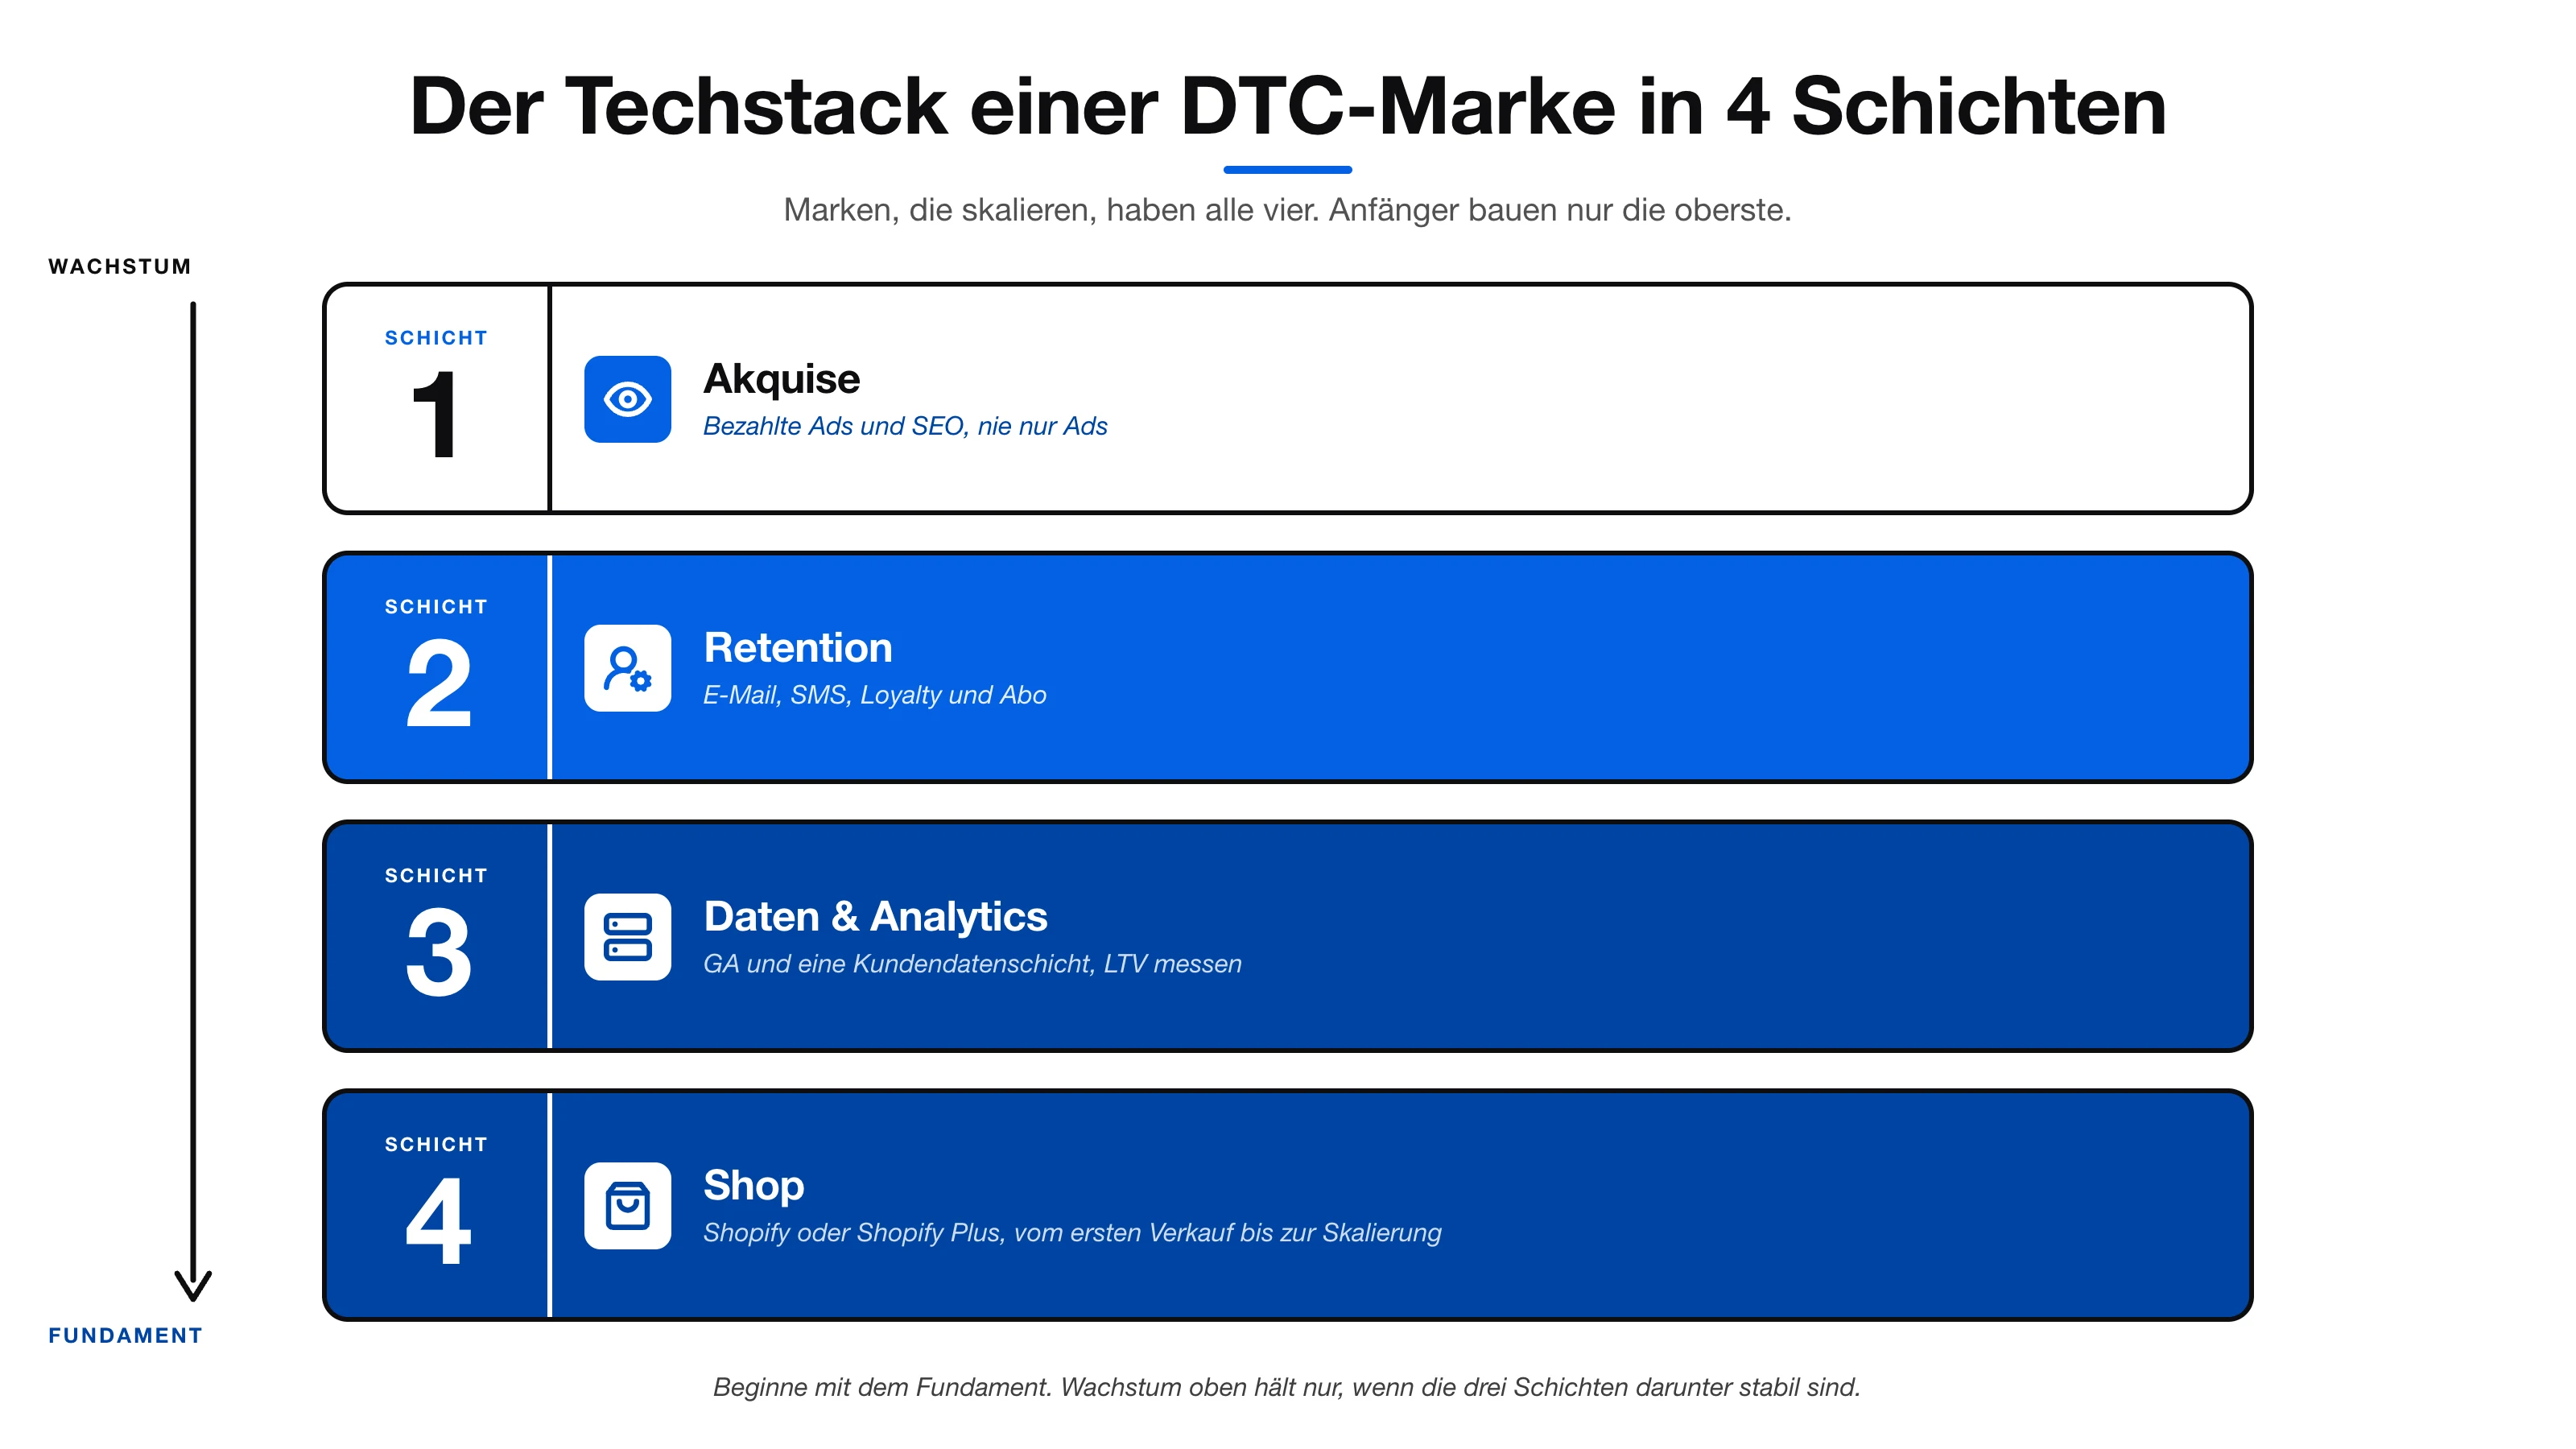 Der Techstack einer DTC-Marke in 4 Schichten
Marken, die skalieren, haben alle vier. Anfänger bauen nur die oberste.
WACHSTUM
SCHICHT
1
Akquise
Bezahlte Ads und SEO, nie nur Ads
SCHICHT
2
Retention
E-Mail, SMS, Loyalty und Abo
SCHICHT
3
Daten & Analytics
GA und eine Kundendatenschicht, LTV messen
SCHICHT
4
Shop
Shopify oder Shopify Plus, vom ersten Verkauf bis zur Skalierung
FUNDAMENT
Beginne mit dem Fundament. Wachstum oben hält nur, wenn die drei Schichten darunter stabil sind.